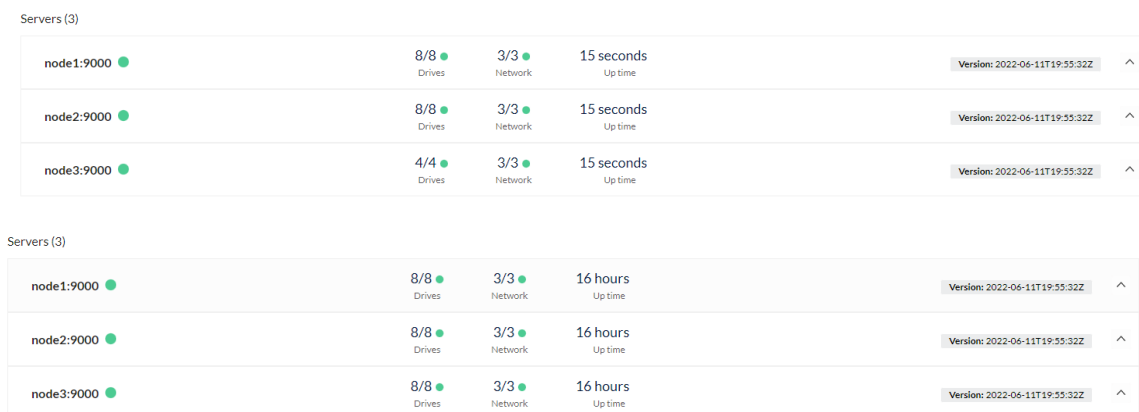 Servers (3)
node1:9000 8/8 Drives 3/3 Network 15 seconds Up time Version: 2022-06-11T19:55:32Z
node2:9000 8/8 Drives 3/3 Network 15 seconds Up time Version: 2022-06-11T19:55:32Z
node3:9000 4/4 Drives 3/3 Network 15 seconds Up time Version: 2022-06-11T19:55:32Z
Servers (3)
node1:9000 8/8 Drives 3/3 Network 16 hours Up time Version: 2022-06-11T19:55:32Z
node2:9000 8/8 Drives 3/3 Network 16 hours Up time Version: 2022-06-11T19:55:32Z
node3:9000 8/8 Drives 3/3 Network 16 hours Up time Version: 2022-06-11T19:55:32Z